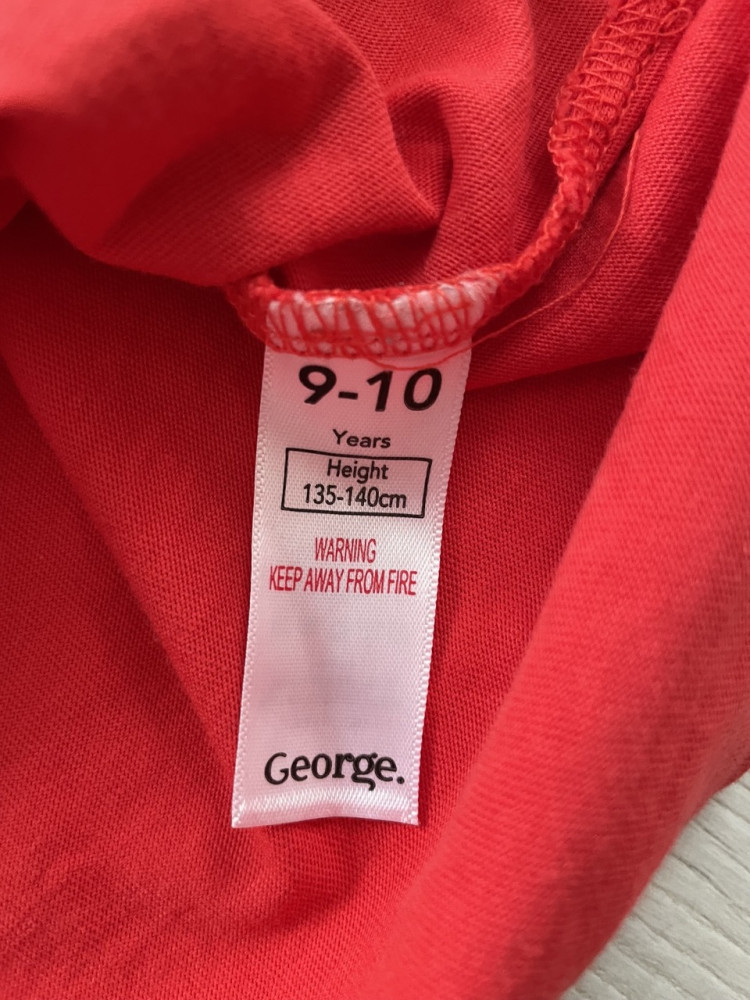 9-10
Years
Height
135-140cm
WARNING
KEEP AWAY FROM FIRE
George.